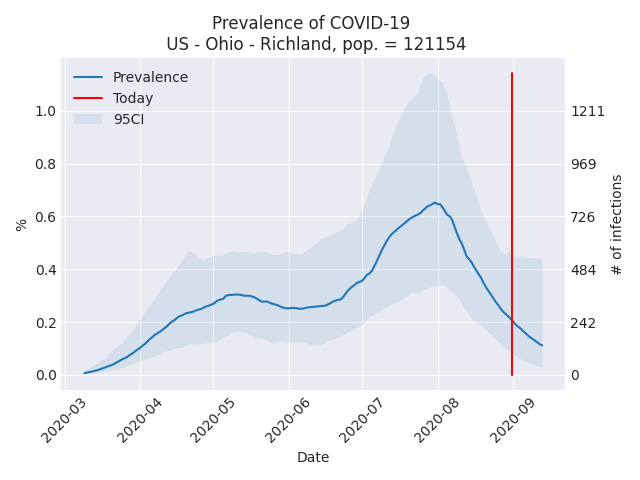 Prevalence of COVID-19
US - Ohio - Richland, pop. = 121154
Prevalence
Today
95CI
1.0
0.8
0.6
0.4
0.2
0.0
%
1211
969
726
484
242
0
# of infections
2020-03
2020-04
2020-05
2020-06
2020-07
2020-08
2020-09
Date